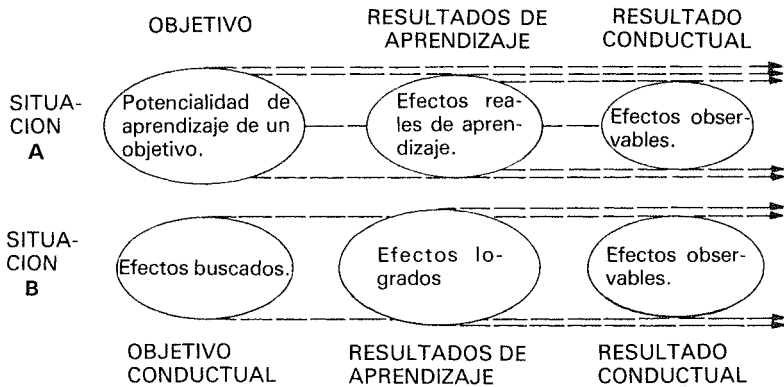 OBJETIVO
RESULTADOS DE
APRENDIZAJE
RESULTADO
CONDUCTUAL
SITUA-
CION
A
Potencialidad de
aprendizaje de un
objetivo.
Efectos rea-
les de apren-
dizaje.
Efectos obser-
vables.
SITUA-
CION
B
Efectos buscados.
Efectos lo-
grados
Efectos obser-
vables.
OBJETIVO
CONDUCTUAL
RESULTADOS DE
APRENDIZAJE
RESULTADO
CONDUCTUAL